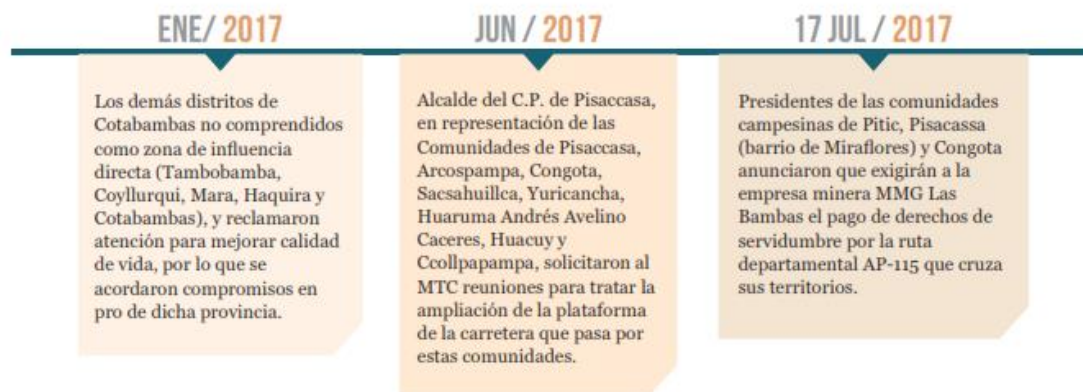 ENE/ 2017
Los demás distritos de
Cotabambas no comprendidos
como zona de influencia
directa (Tambobamba,
Coyllurqui, Mara, Haquira y
Cotabambas), y reclamaron
atención para mejorar calidad
de vida, por lo que se
acordaron compromisos en
pro de dicha provincia.
JUN / 2017
Alcalde del C.P. de Pisaccasa,
en representación de las
Comunidades de Pisaccasa,
Arcospampa, Congota,
Sacsahuillca, Yuricancha,
Huaruma Andrés Avelino
Caceres, Huacuy y
Ccollpapampa, solicitaron al
MTC reuniones para tratar la
ampliación de la plataforma
de la carretera que pasa por
estas comunidades.
17 JUL / 2017
Presidentes de las comunidades
campesinas de Pitic, Pisacassa
(barrio de Miraflores) y Congota
anunciaron que exigirán a la
empresa minera MMG Las
Bambas el pago de derechos de
servidumbre por la ruta
departamental AP-115 que cruza
sus territorios.